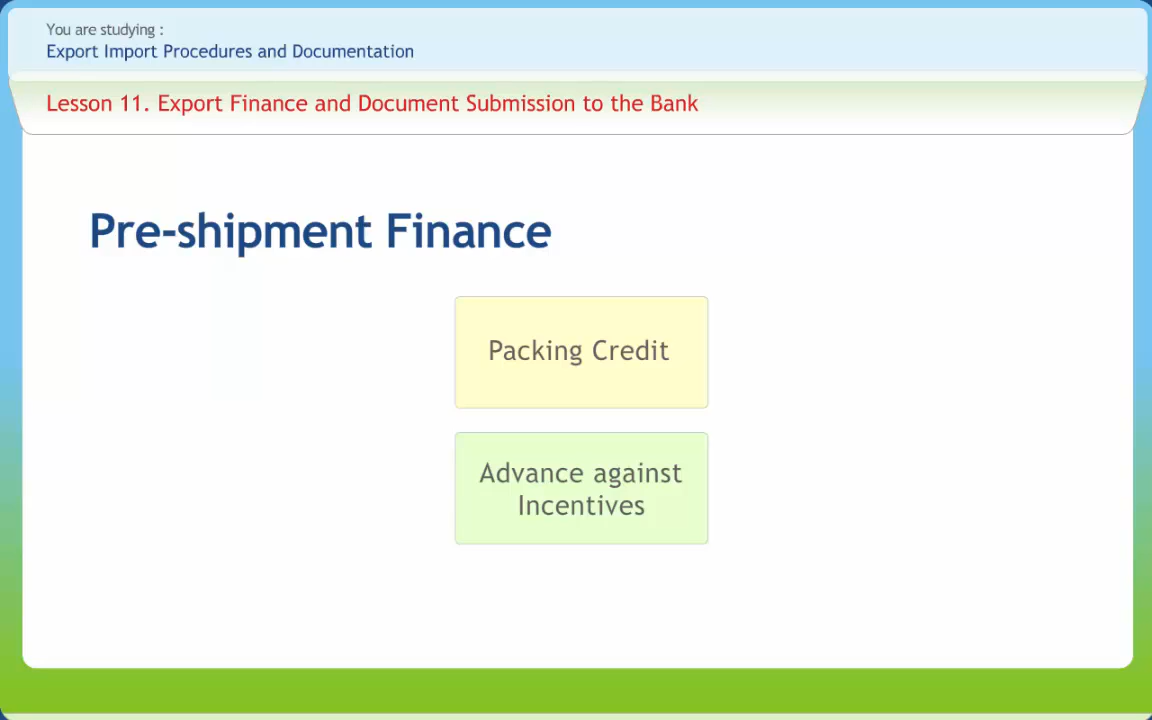 You are studying :
Export Import Procedures and Documentation
Lesson 11. Export Finance and Document Submission to the Bank
Pre-shipment Finance
Packing Credit
Advance against
Incentives